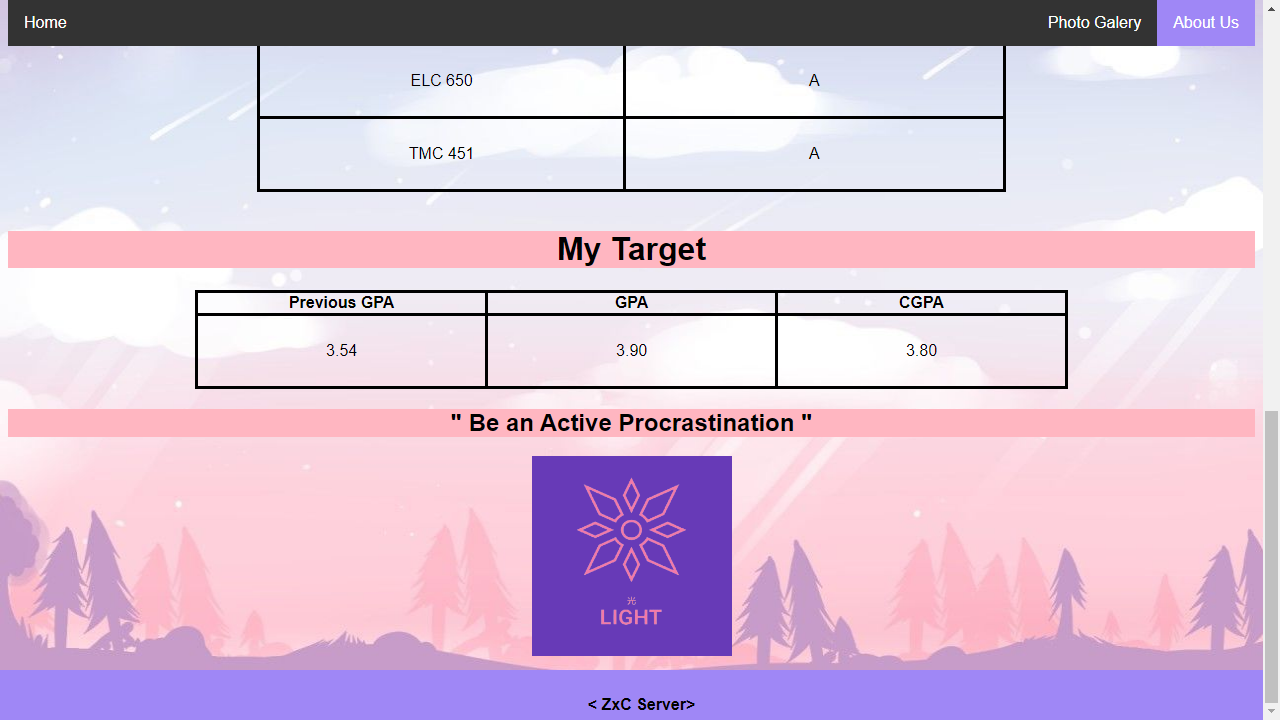 Home Photo Galery About Us
ELC 650 A
TMC 451 A
My Target
Previous GPA GPA CGPA
3.54 3.90 3.80
" Be an Active Procrastination "
光
LIGHT
< ZxC Server>